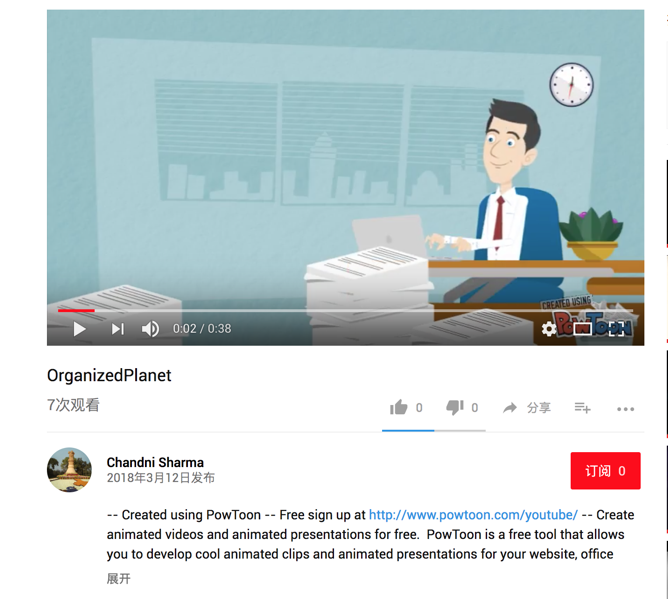 CREATED USING
POWTOON
0:02 / 0:38
OrganizedPlanet
7次观看
0
0
分享
Chandni Sharma
2018年3月12日发布
订阅 0
-- Created using PowToon -- Free sign up at http://www.powtoon.com/youtube/ -- Create
animated videos and animated presentations for free. PowToon is a free tool that allows
you to develop cool animated clips and animated presentations for your website, office
展开